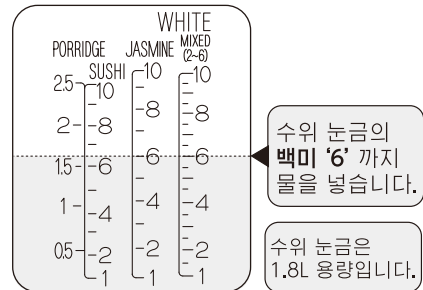 WHITE
PORRIDGE JASMINE MIXED
(2~6)
SUSHI
2.5 10 10 10
2 8 8 8
1.5 6 6 6
1 4 4 4
0.5 2 2 2
1 1 1
수위 눈금의
백미 ‘6’ 까지
물을 넣습니다.
수위 눈금은
1.8L 용량입니다.